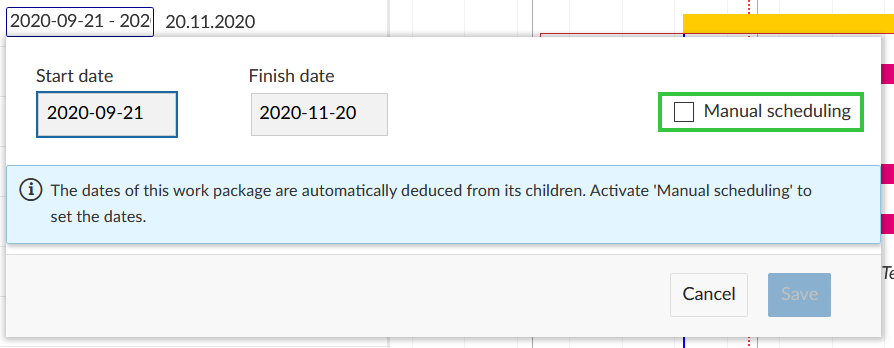 2020-09-21 - 202 20.11.2020
Start date Finish date
2020-09-21 2020-11-20 Manual scheduling
The dates of this work package are automatically deduced from its children. Activate 'Manual scheduling' to
set the dates.
Te
Cancel Save